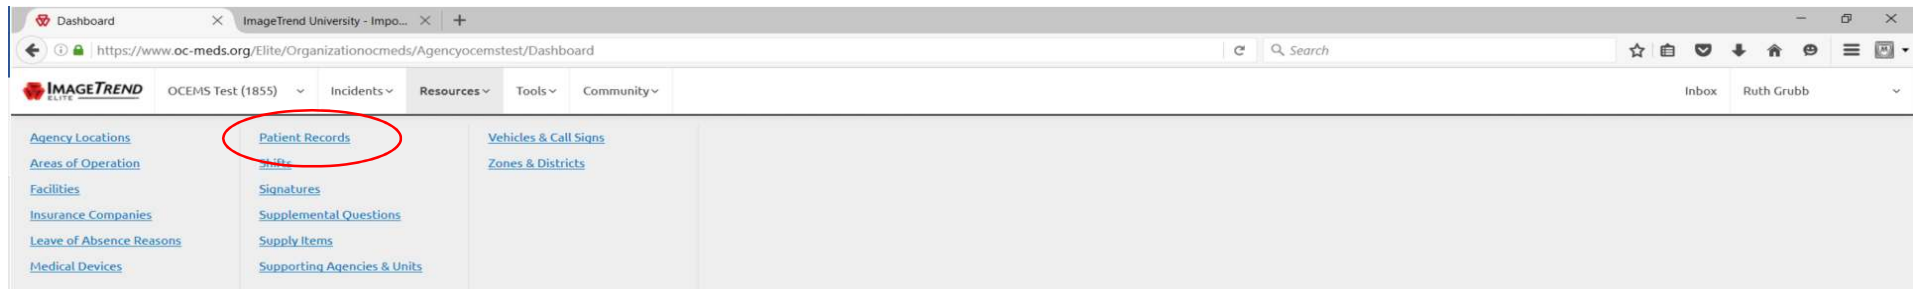 Dashboard
ImageTrend University - Impo...
https://www.oc-meds.org/Elite/Organizationocmeds/Agencyocemstest/Dashboard
Search
IMAGETREND
ELITE
OCEMS Test (1855)
Incidents
Resources
Tools
Community
Inbox
Ruth Grubb
Agency Locations
Areas of Operation
Facilities
Insurance Companies
Leave of Absence Reasons
Medical Devices
Patient Records
Shifts
Signatures
Supplemental Questions
Supply Items
Supporting Agencies & Units
Vehicles & Call Signs
Zones & Districts